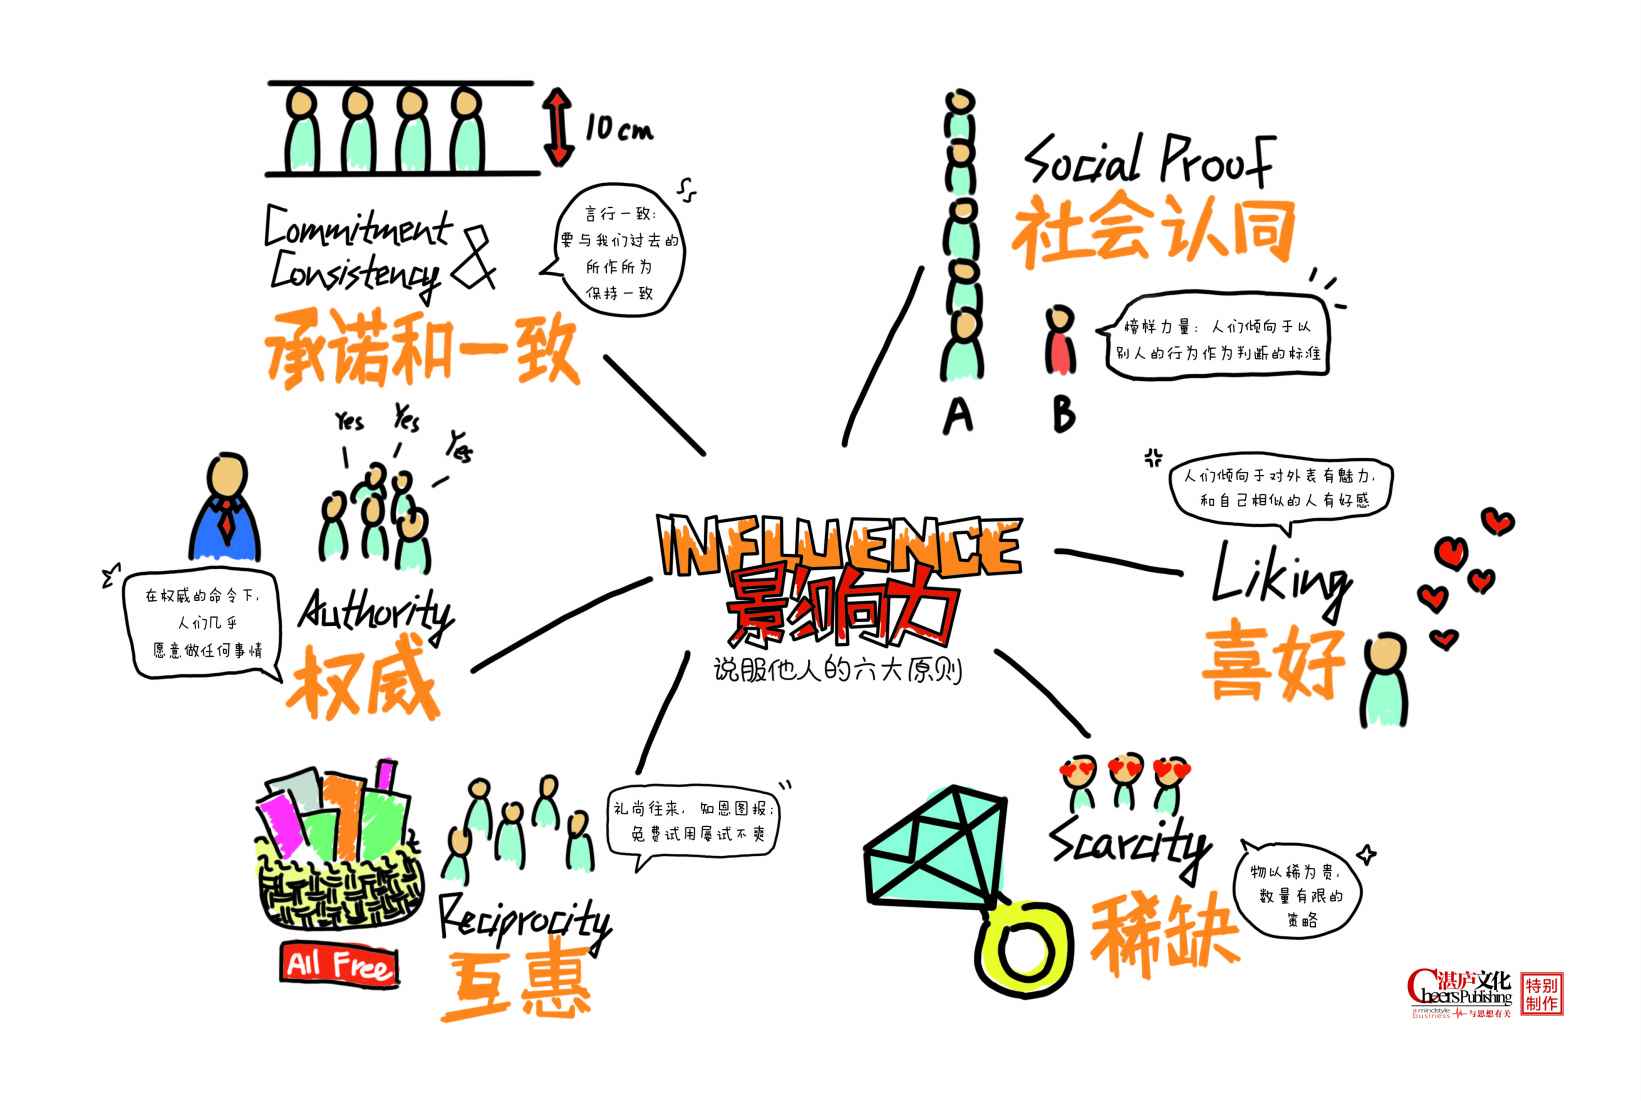 10cm
Commitment &
Consistency
承诺和一致
言行一致：
要与我们过去的
所作所为
保持一致
Social Proof
社会认同
榜样力量：人们倾向于以
别人的行为作为判断的标准
A
B
Yes
Yes
Yes
Authority
权威
在权威的命令下，
人们几乎
愿意做任何事情
INFLUENCE
影响力
说服他人的六大原则
人们倾向于对外表有魅力，
和自己相似的人有好感
Liking
喜好
All Free
Reciprocity
互惠
礼尚往来，知恩图报；
免费试用屡试不爽
Scarcity
稀缺
物以稀为贵，
数量有限的
策略
湛庐文化
Cheers Publishing
a mindstyle
business
与思想有关
特别
制作